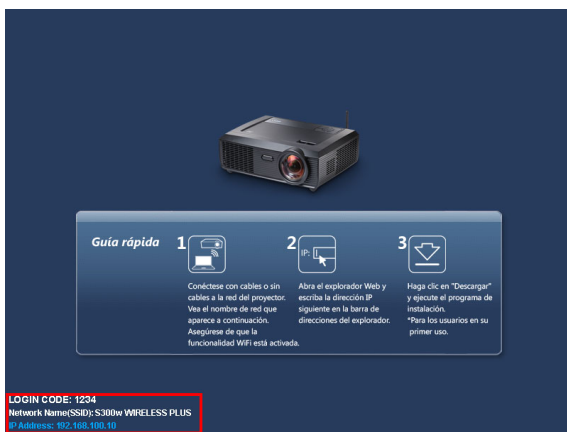 Guía rápida
1
Conéctese con cables o sin
cables a la red del proyector.
Vea el nombre de red que
aparece a continuación.
Asegúrese de que la
funcionalidad WiFi está activada.
2
IP:
Abra el explorador Web y
escriba la dirección IP
siguiente en la barra de
direcciones del explorador.
3
Haga clic en "Descargar"
y ejecute el programa de
instalación.
*Para los usuarios en su
primer uso.
LOGIN CODE: 1234
Network Name(SSID): S300w WIRELESS PLUS
IP Address: 192.168.100.10